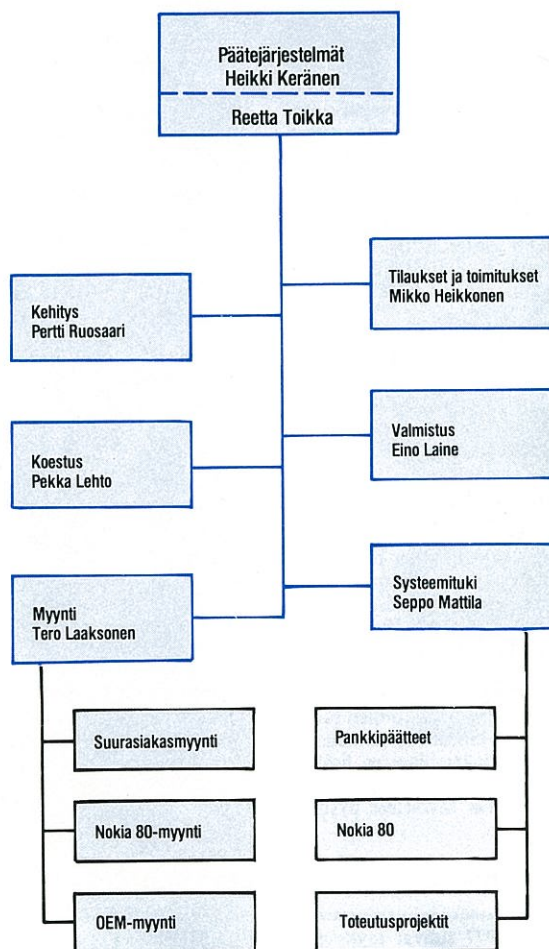 Päätejärjestelmät
Heikki Keränen
Reetta Toikka
Tilaukset ja toimitukset
Mikko Heikkonen
Kehitys
Pertti Ruosaari
Valmistus
Eino Laine
Koestus
Pekka Lehto
Systeemituki
Seppo Mattila
Myynti
Tero Laaksonen
Suurasiakasmyynti
Pankkipäätteet
Nokia 80-myynti
Nokia 80
OEM-myynti
Toteutusprojektit